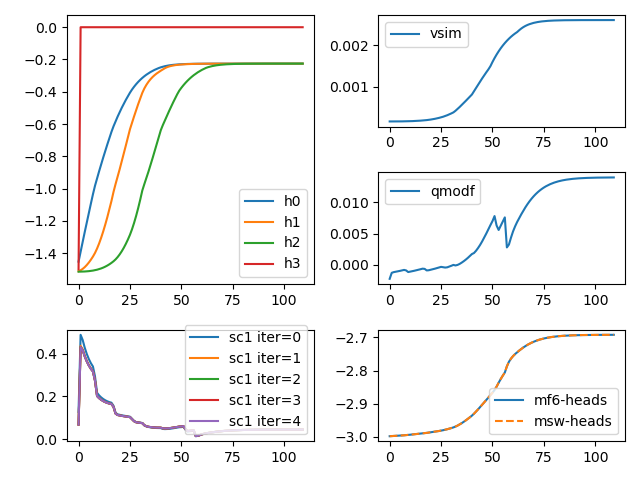 0.0
−0.2
−0.4
−0.6
−0.8
−1.0
−1.2
−1.4
0 25 50 75 100
h0
h1
h2
h3
0.002
0.001
0 25 50 75 100
vsim
0.010
0.005
0.000
0 25 50 75 100
qmodf
0.4
0.2
0.0
0 25 50 75 100
sc1 iter=0
sc1 iter=1
sc1 iter=2
sc1 iter=3
sc1 iter=4
−2.7
−2.8
−2.9
−3.0
0 25 50 75 100
mf6-heads
msw-heads